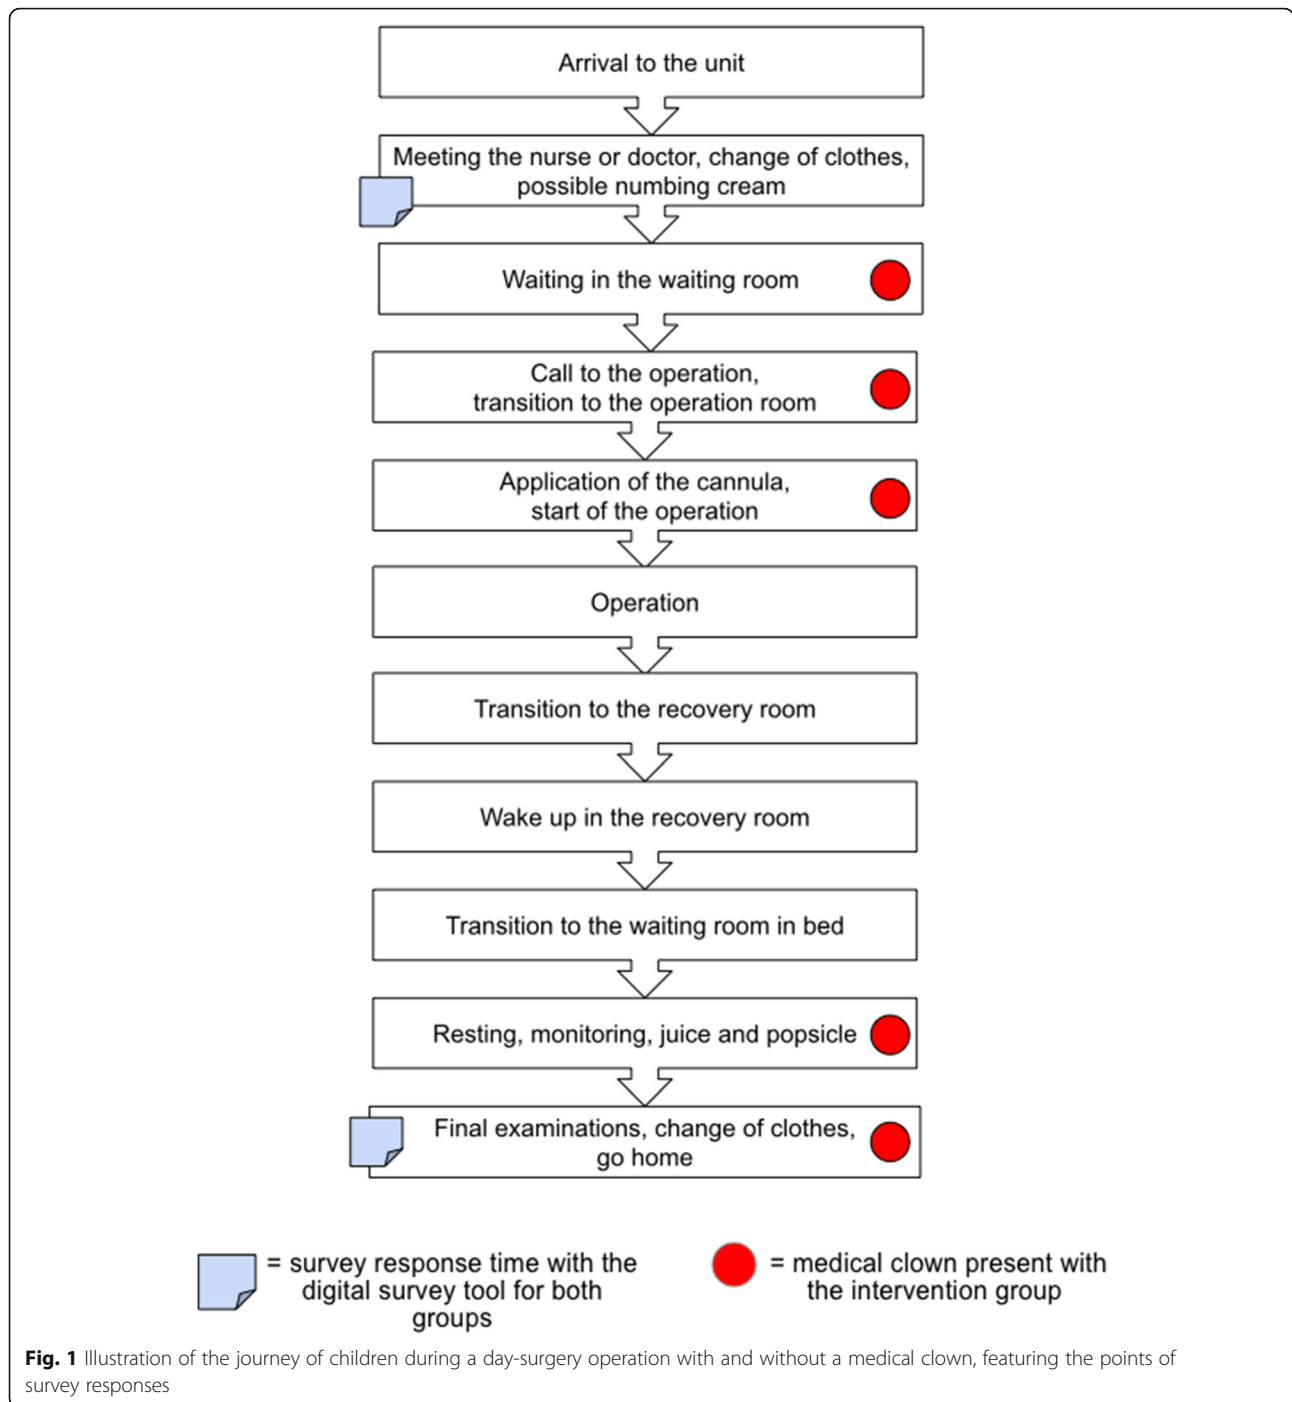 Arrival to the unit
Meeting the nurse or doctor, change of clothes,
possible numbing cream
Waiting in the waiting room
Call to the operation,
transition to the operation room
Application of the cannula,
start of the operation
Operation
Transition to the recovery room
Wake up in the recovery room
Transition to the waiting room in bed
Resting, monitoring, juice and popsicle
Final examinations, change of clothes,
go home
= survey response time with the
digital survey tool for both
groups
= medical clown present with
the intervention group
Fig. 1 Illustration of the journey of children during a day-surgery operation with and without a medical clown, featuring the points of
survey responses